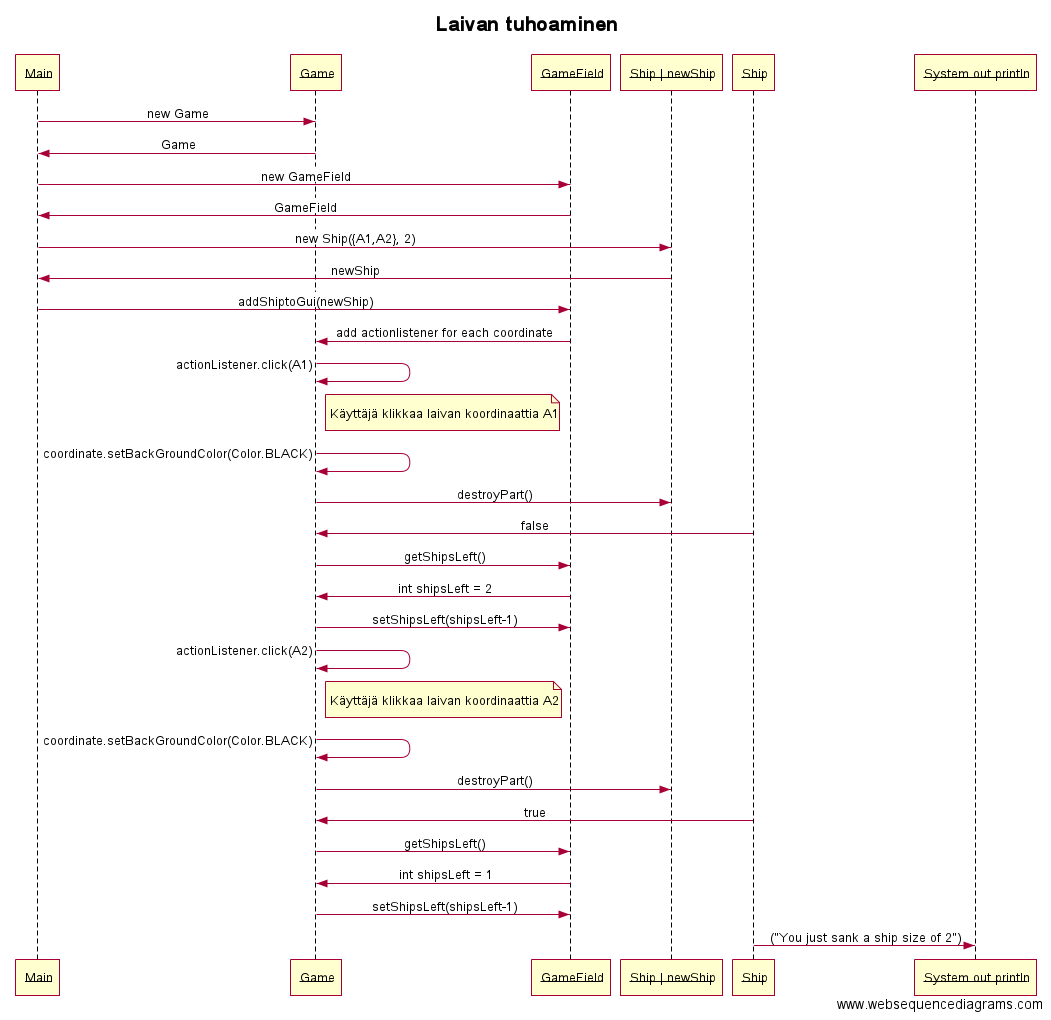 Laivan tuhoaminen
Main
Game
GameField
Ship | newShip
Ship
System out println
new Game
Game
new GameField
GameField
new Ship({A1,A2}, 2)
newShip
addShiptoGui(newShip)
add actionlistener for each coordinate
actionListener.click(A1)
Käyttäjä klikkaa laivan koordinaattia A1
coordinate.setBackGroundColor(Color.BLACK)
destroyPart()
false
getShipsLeft()
int shipsLeft = 2
setShipsLeft(shipsLeft-1)
actionListener.click(A2)
Käyttäjä klikkaa laivan koordinaattia A2
coordinate.setBackGroundColor(Color.BLACK)
destroyPart()
true
getShipsLeft()
int shipsLeft = 1
setShipsLeft(shipsLeft-1)
("You just sank a ship size of 2")
Main
Game
GameField
Ship | newShip
Ship
System out println
www.websequencediagrams.com